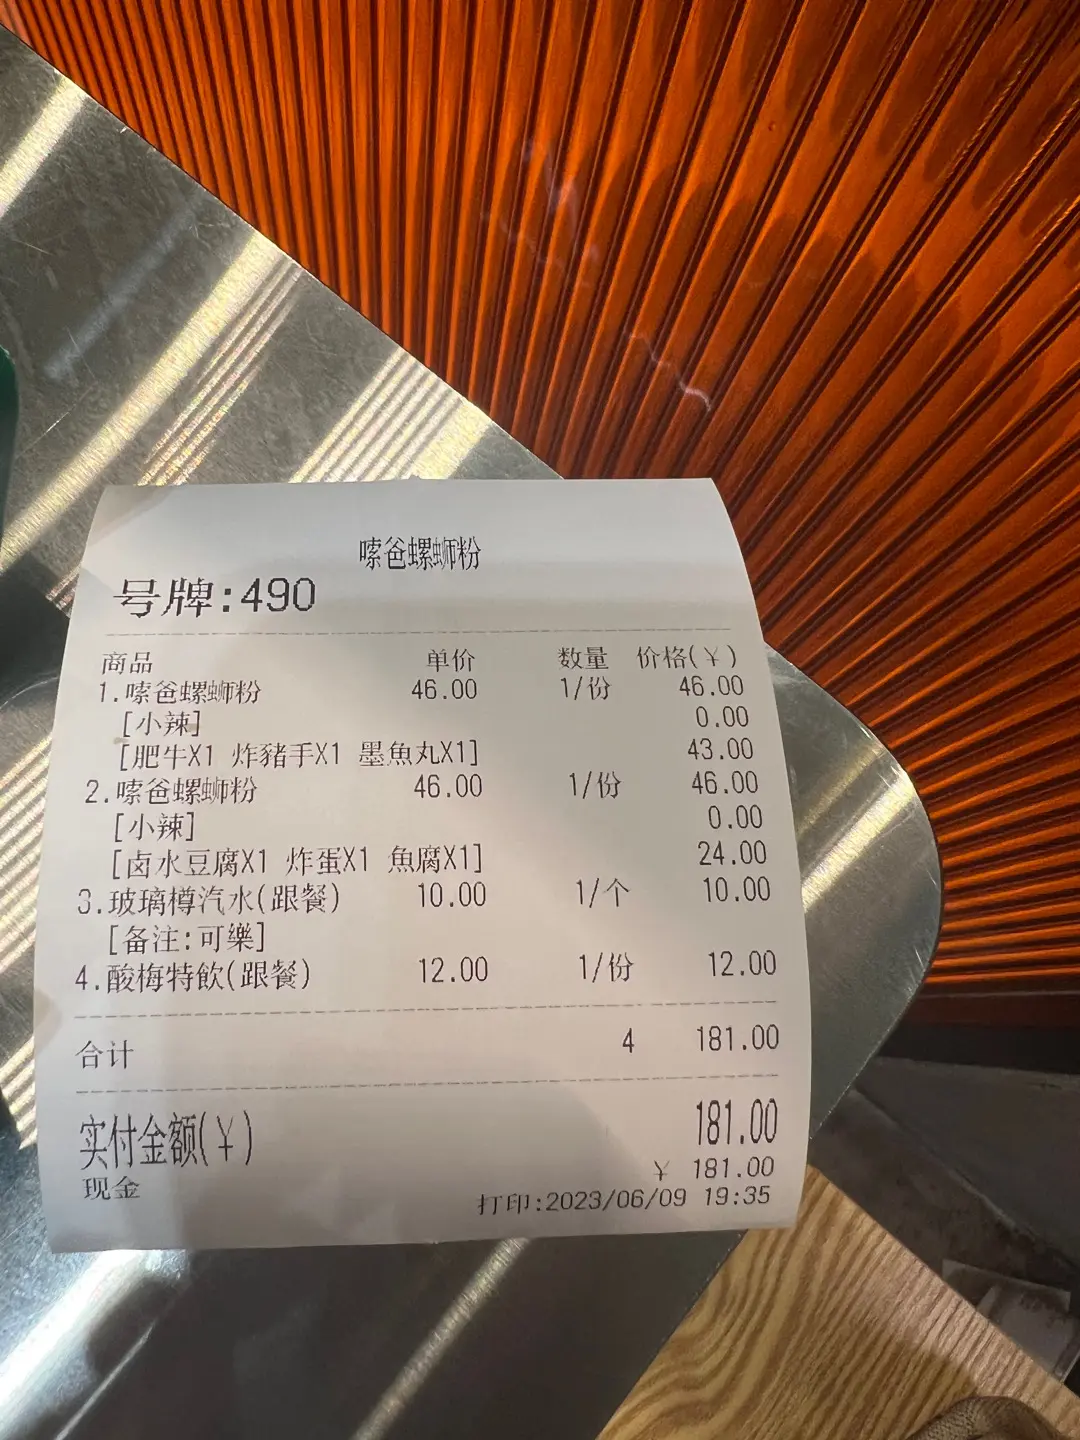 嗦爸螺蛳粉
号牌:490
商品 单价 数量 价格(￥)
1.嗦爸螺蛳粉 46.00 1/份 46.00
[小辣] 0.00
[肥牛X1 炸豬手X1 墨魚丸X1] 43.00
2.嗦爸螺蛳粉 46.00 1/份 46.00
[小辣] 0.00
[卤水豆腐X1 炸蛋X1 魚腐X1] 24.00
3.玻璃樽汽水(跟餐) 10.00 1/个 10.00
[备注:可樂]
4.酸梅特飲(跟餐) 12.00 1/份 12.00
合计 4 181.00
实付金额(￥) 181.00
现金 ￥ 181.00
打印:2023/06/09 19:35